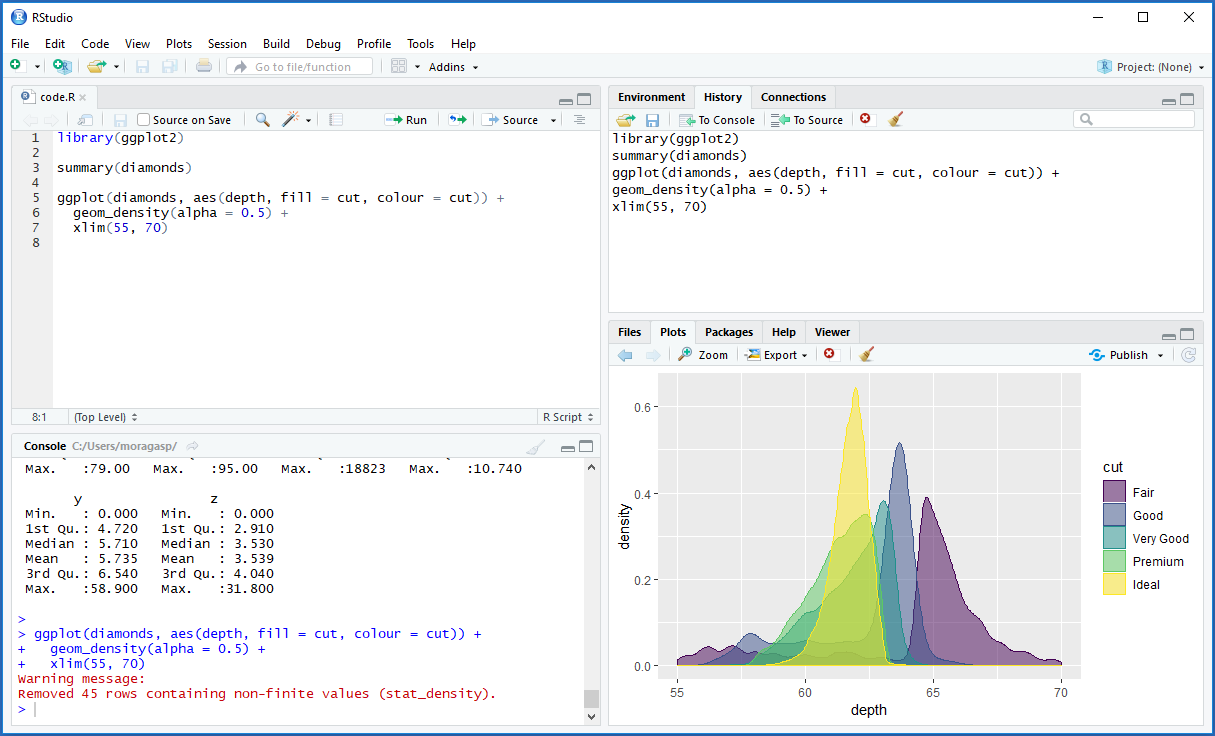 RStudio
File Edit Code View Plots Session Build Debug Profile Tools Help
Go to file/function Addins Project: (None)
code.R
Source on Save Run Source
1 library(ggplot2)
2
3 summary(diamonds)
4
5 ggplot(diamonds, aes(depth, fill = cut, colour = cut)) +
6 geom_density(alpha = 0.5) +
7 xlim(55, 70)
8
8:1 (Top Level) R Script
Console C:/Users/moragasp/
Max. :79.00 Max. :95.00 Max. :18823 Max. :10.740
y z
Min. : 0.000 Min. : 0.000
1st Qu.: 4.720 1st Qu.: 2.910
Median : 5.710 Median : 3.530
Mean : 5.735 Mean : 3.539
3rd Qu.: 6.540 3rd Qu.: 4.040
Max. :58.900 Max. :31.800
>
> ggplot(diamonds, aes(depth, fill = cut, colour = cut)) +
+ geom_density(alpha = 0.5) +
+ xlim(55, 70)
Warning message:
Removed 45 rows containing non-finite values (stat_density).
>
Environment History Connections
To Console To Source
library(ggplot2)
summary(diamonds)
ggplot(diamonds, aes(depth, fill = cut, colour = cut)) +
geom_density(alpha = 0.5) +
xlim(55, 70)
Files Plots Packages Help Viewer
Zoom Export Publish
0.6
0.4
0.2
0.0
density
55 60 65 70
depth
cut
Fair
Good
Very Good
Premium
Ideal